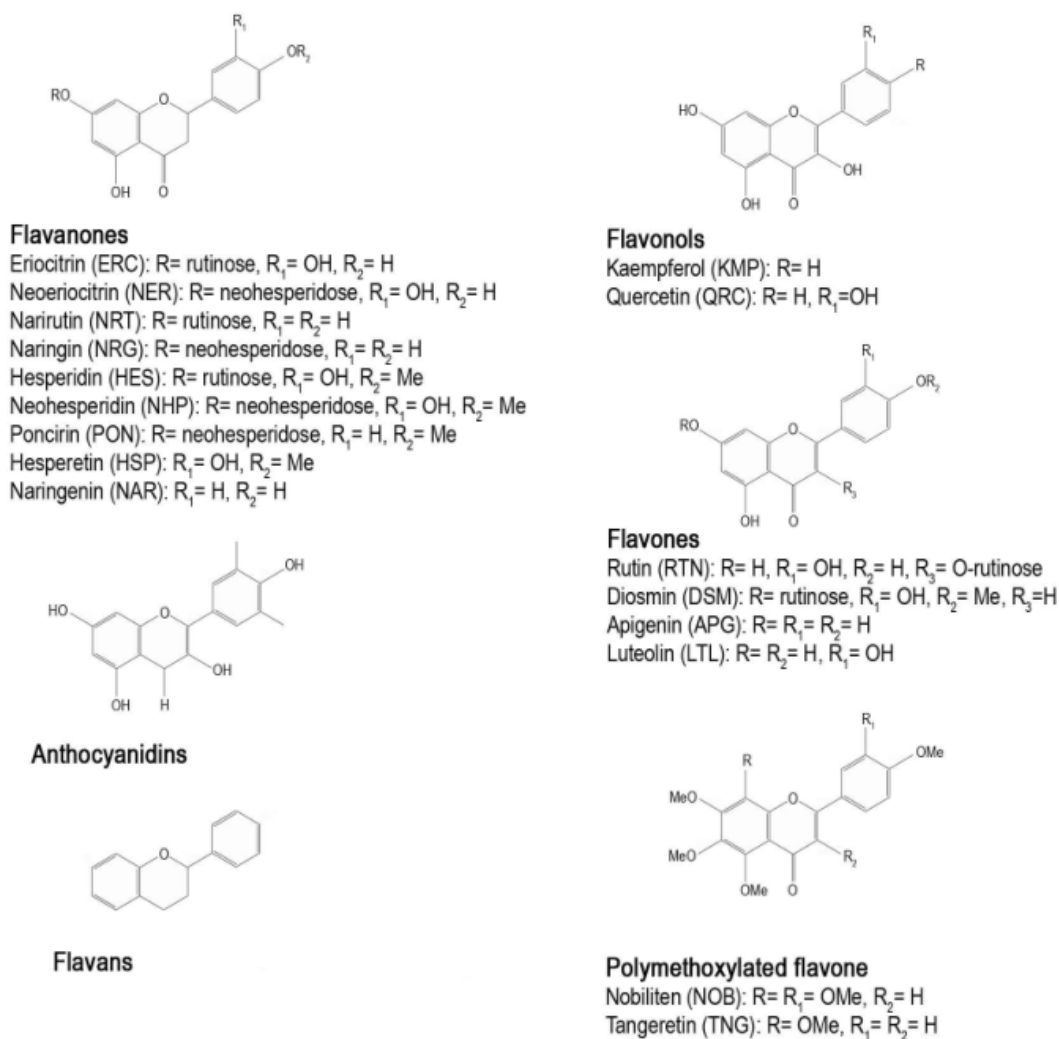 R₁
OR₂
RO
O
OH
O
Flavanones
Eriocitrin (ERC): R= rutinose, R₁= OH, R₂= H
Neoeriocitrin (NER): R= neohesperidose, R₁= OH, R₂= H
Narirutin (NRT): R= rutinose, R₁= R₂= H
Naringin (NRG): R= neohesperidose, R₁= R₂= H
Hesperidin (HES): R= rutinose, R₁= OH, R₂= Me
Neohesperidin (NHP): R= neohesperidose, R₁= OH, R₂= Me
Poncirin (PON): R= neohesperidose, R₁= H, R₂= Me
Hesperetin (HSP): R₁= OH, R₂= Me
Naringenin (NAR): R₁= H, R₂= H
OH
HO
O
OH
OH
H
Anthocyanidins
O
Flavans
R₁
R
HO
O
OH
OH
O
Flavonols
Kaempferol (KMP): R= H
Quercetin (QRC): R= H, R₁=OH
R₁
OR₂
RO
O
R₃
OH
O
Flavones
Rutin (RTN): R= H, R₁= OH, R₂= H, R₃= O-rutinose
Diosmin (DSM): R= rutinose, R₁= OH, R₂= Me, R₃=H
Apigenin (APG): R= R₁= R₂= H
Luteolin (LTL): R= R₂= H, R₁= OH
R₁
R
OMe
MeO
O
MeO
R₂
OMe
O
Polymethoxylated flavone
Nobiliten (NOB): R= R₁= OMe, R₂= H
Tangeretin (TNG): R= OMe, R₁= R₂= H